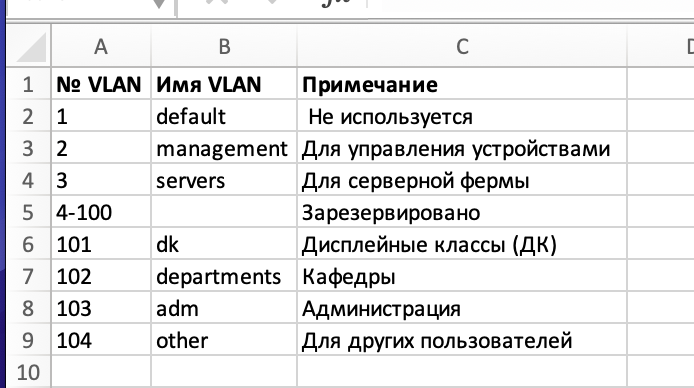 A B C D
1 № VLAN Имя VLAN Примечание
2 1 default Не используется
3 2 management Для управления устройствами
4 3 servers Для серверной фермы
5 4-100 Зарезервировано
6 101 dk Дисплейные классы (ДК)
7 102 departments Кафедры
8 103 adm Администрация
9 104 other Для других пользователей
10